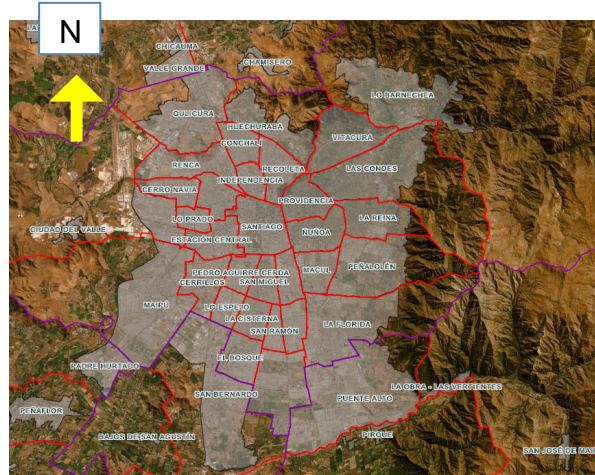 N
LAS
CHICAUMA
VALLE GRANDE
CHAMISERO
LO BARNECHEA
QUILICURA
HUECHURABA
CONCHALÍ
VITACURA
RENCA
RECOLETA
LAS CONDES
INDEPENDENCIA
CERRO NAVIA
PROVIDENCIA
LO PRADO
LA REINA
SANTIAGO
CIUDAD DEL VALLE
ÑUÑOA
ESTACIÓN CENTRAL
MACUL
PEÑALOLÉN
PEDRO AGUIRRE CERDA
CERRILLOS
SAN MIGUEL
MAIPÚ
LO ESPEJO
LA CISTERNA
LA FLORIDA
SAN RAMÓN
EL BOSQUE
PADRE HURTADO
LA OBRA - LAS VERTIENTES
SAN BERNARDO
PUENTE ALTO
PEÑAFLOR
BAJOS DE SAN AGUSTÍN
PIRQUE
SAN JOSÉ DE MAI